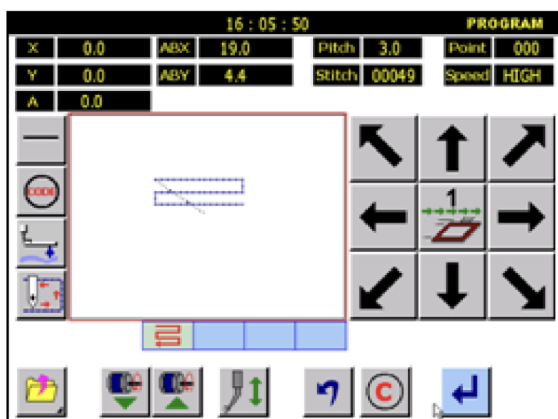 16:05:50 PROGRAM
X 0.0 ABX 19.0 Pitch 3.0 Point 000
Y 0.0 ABY 4.4 Stitch 00049 Speed HIGH
A 0.0
CODE
1
C